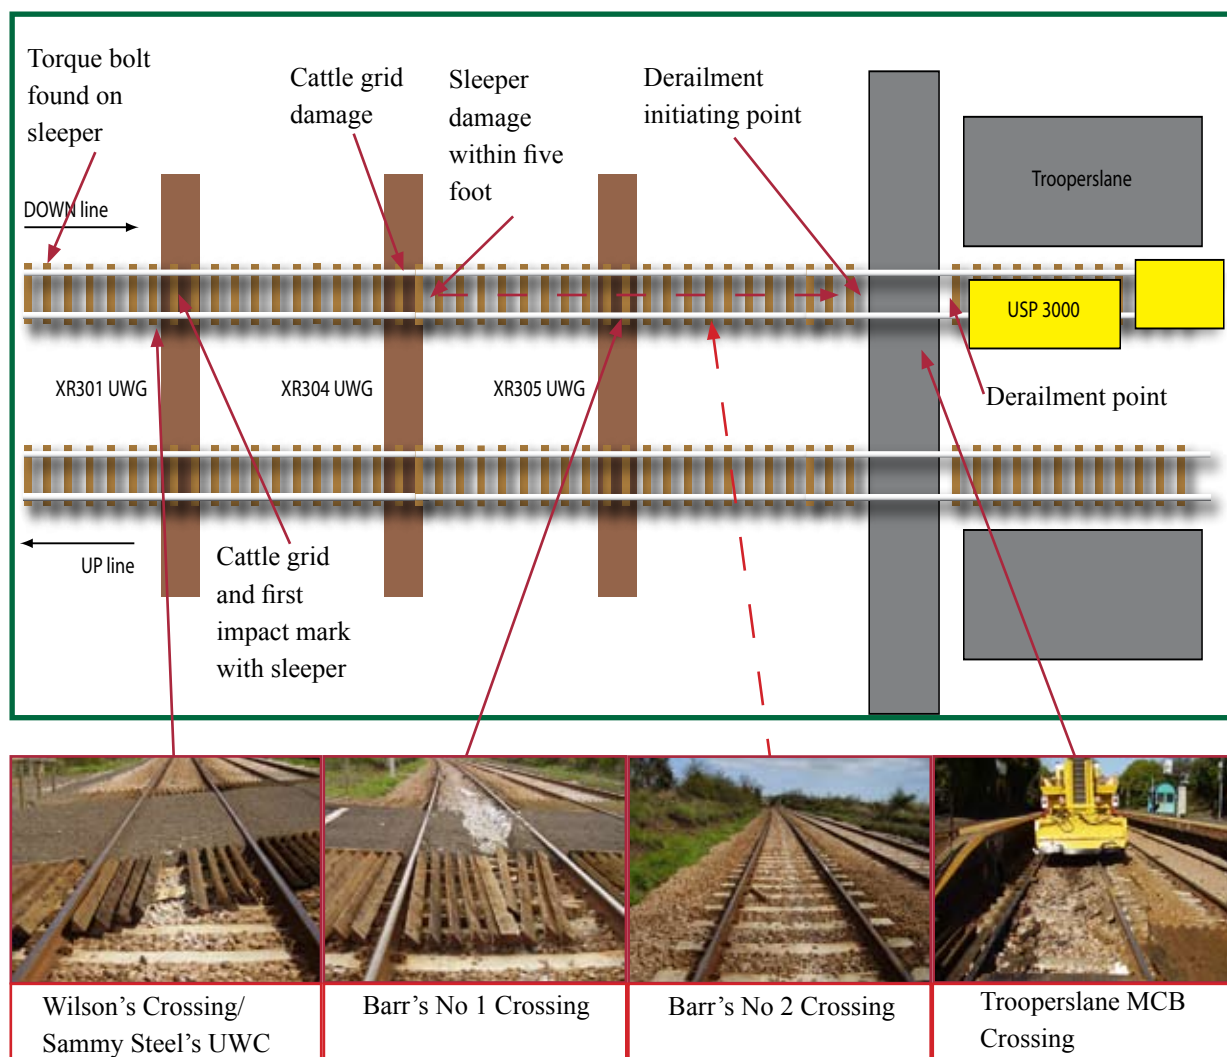 Torque bolt
found on
sleeper
Cattle grid
damage
Sleeper
damage
within five
foot
Derailment
initiating point
Trooperslane
DOWN line
USP 3000
XR301 UWG
XR304 UWG
XR305 UWG
Derailment point
UP line
Cattle grid
and first
impact mark
with sleeper
Wilson’s Crossing/
Sammy Steel’s UWC
Barr’s No 1 Crossing
Barr’s No 2 Crossing
Trooperslane MCB
Crossing